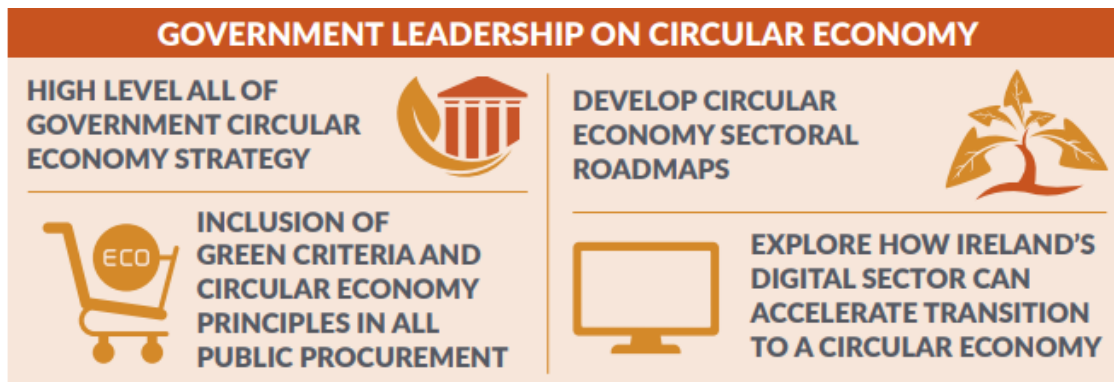 GOVERNMENT LEADERSHIP ON CIRCULAR ECONOMY
HIGH LEVEL ALL OF
GOVERNMENT CIRCULAR
ECONOMY STRATEGY
DEVELOP CIRCULAR
ECONOMY SECTORAL
ROADMAPS
ECO
INCLUSION OF
GREEN CRITERIA AND
CIRCULAR ECONOMY
PRINCIPLES IN ALL
PUBLIC PROCUREMENT
EXPLORE HOW IRELAND'S
DIGITAL SECTOR CAN
ACCELERATE TRANSITION
TO A CIRCULAR ECONOMY